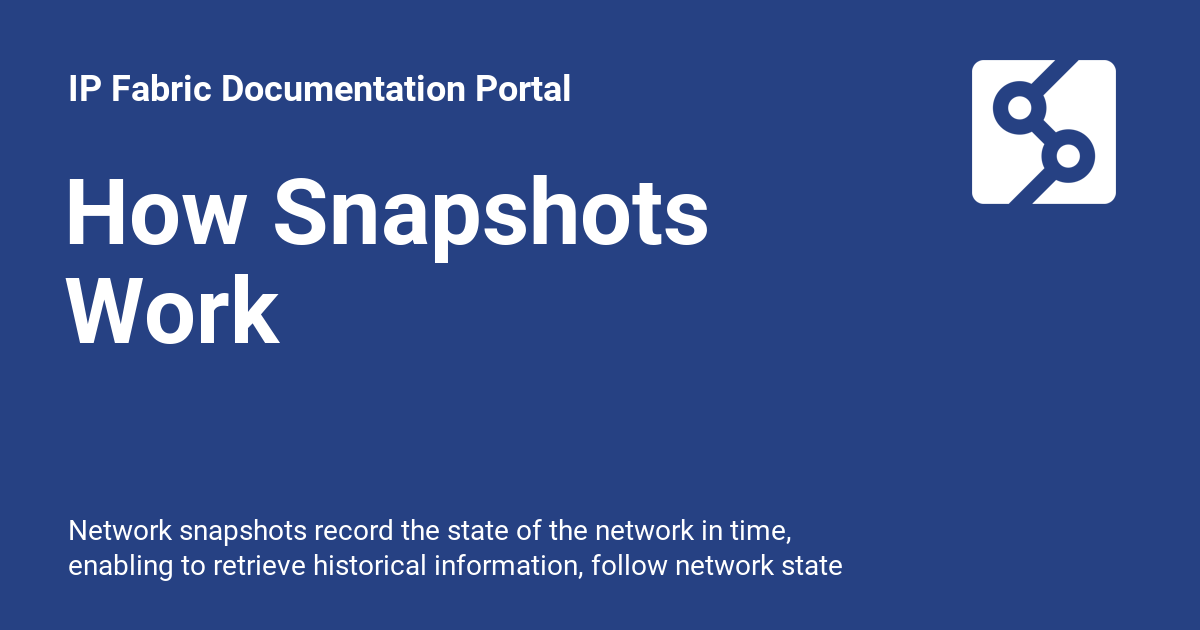 IP Fabric Documentation Portal
How Snapshots
Work
Network snapshots record the state of the network in time,
enabling to retrieve historical information, follow network state